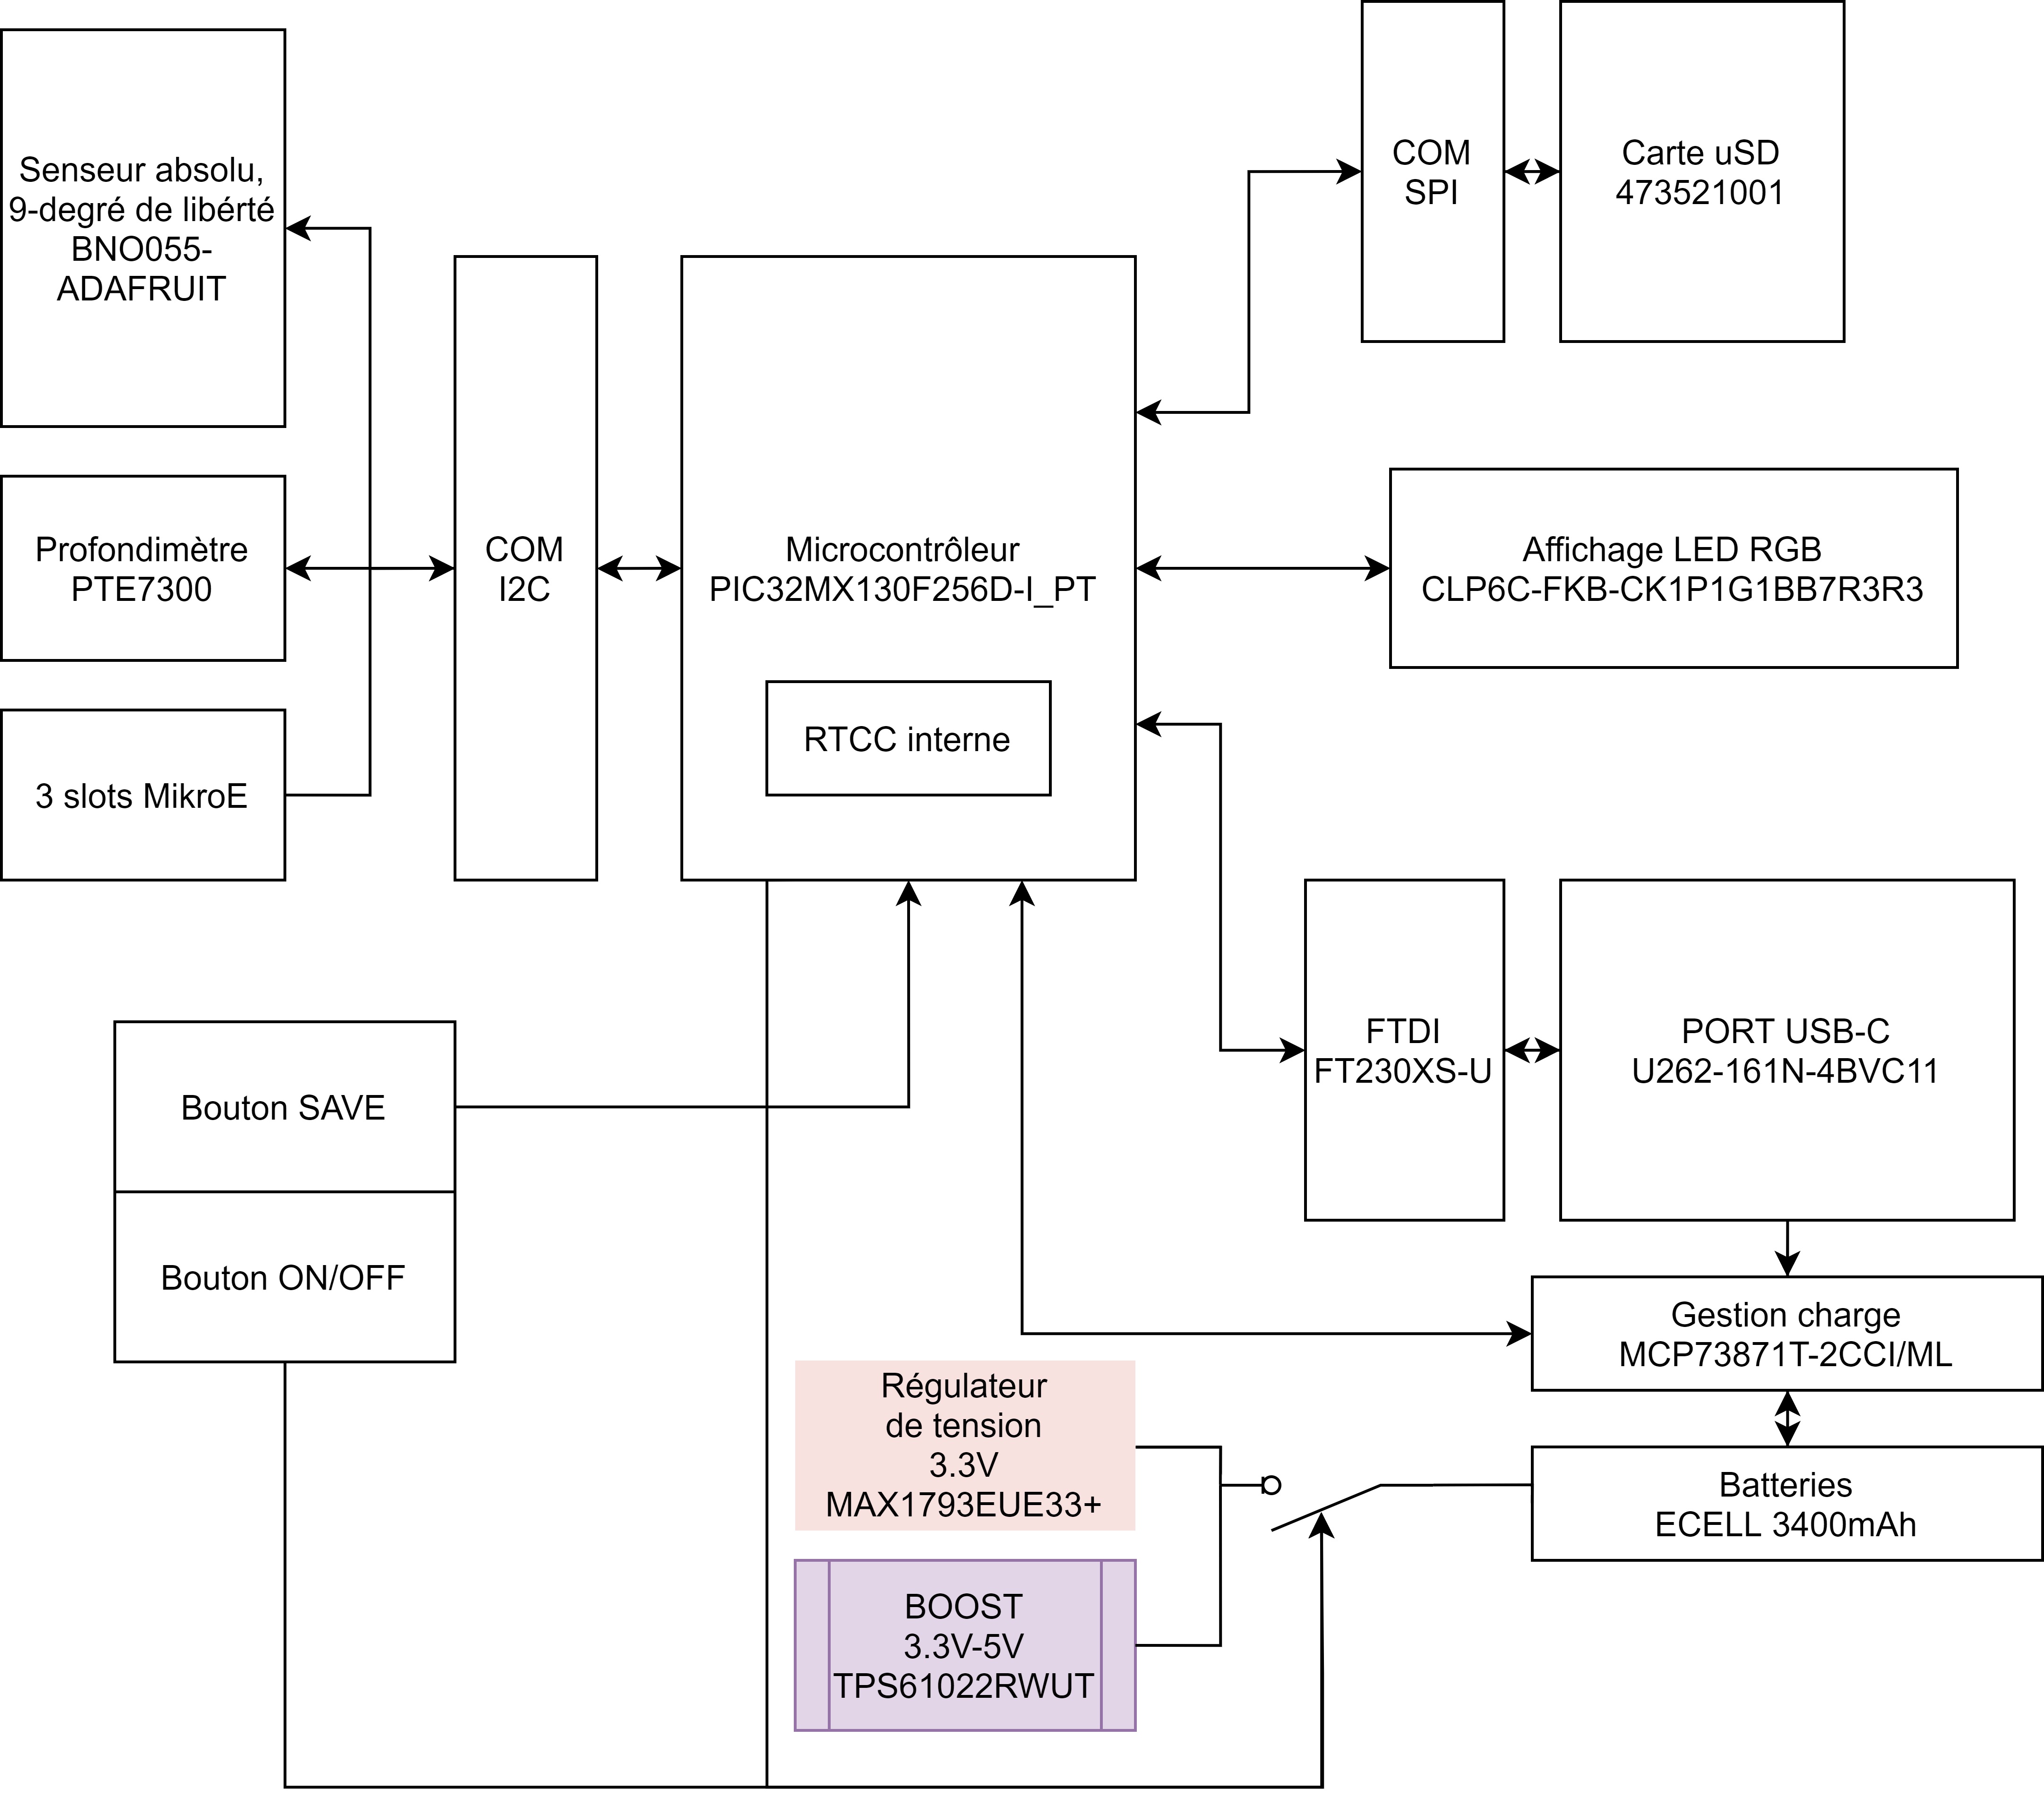 COM
SPI
Carte uSD
473521001
Senseur absolu,
9-degré de libérté
BNO055-
ADAFRUIT
Profondimètre
PTE7300
3 slots MikroE
COM
I2C
Microcontrôleur
PIC32MX130F256D-I_PT
RTCC interne
Affichage LED RGB
CLP6C-FKB-CK1P1G1BB7R3R3
FTDI
FT230XS-U
PORT USB-C
U262-161N-4BVC11
Bouton SAVE
Bouton ON/OFF
Gestion charge
MCP73871T-2CCI/ML
Régulateur
de tension
3.3V
MAX1793EUE33+
Batteries
ECELL 3400mAh
BOOST
3.3V-5V
TPS61022RWUT